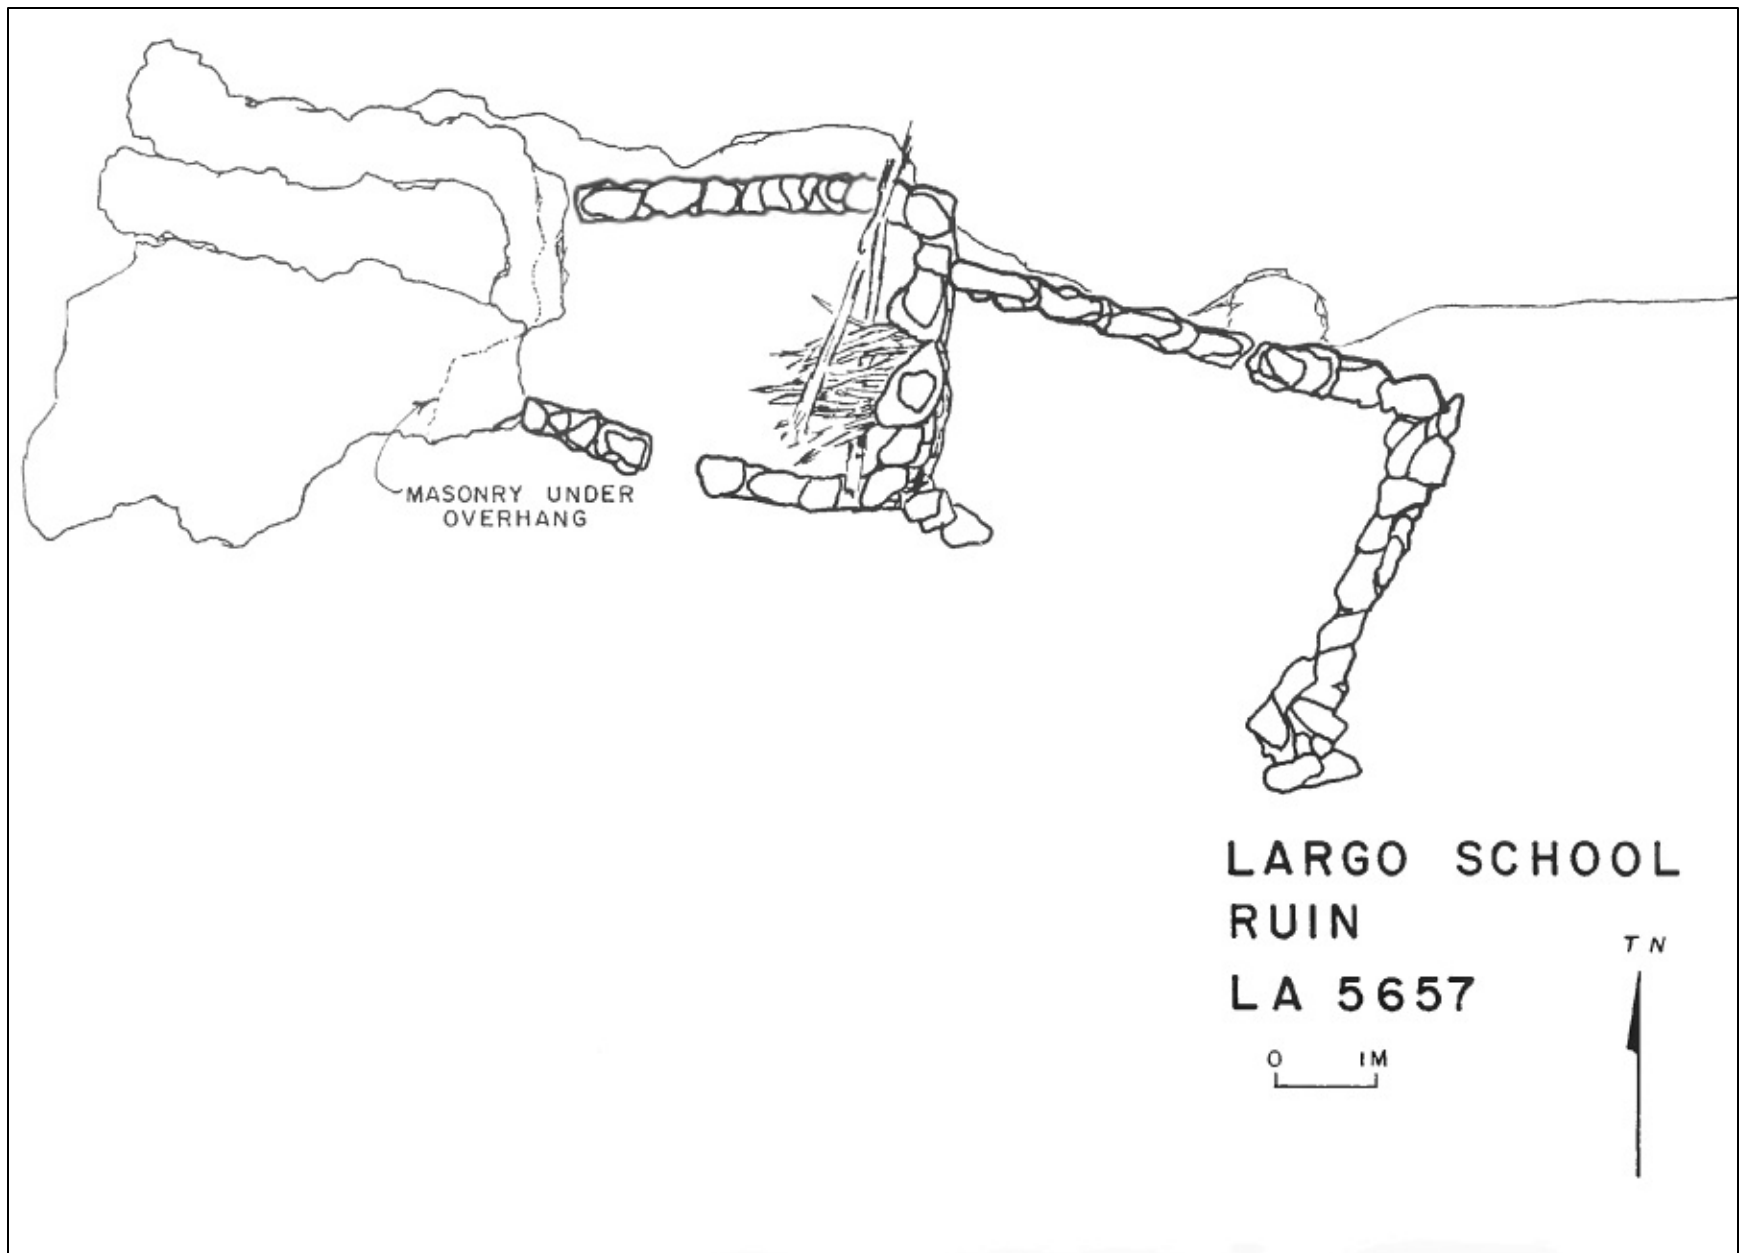 MASONRY UNDER
OVERHANG
LARGO SCHOOL
RUIN
LA 5657
TN
0 1M